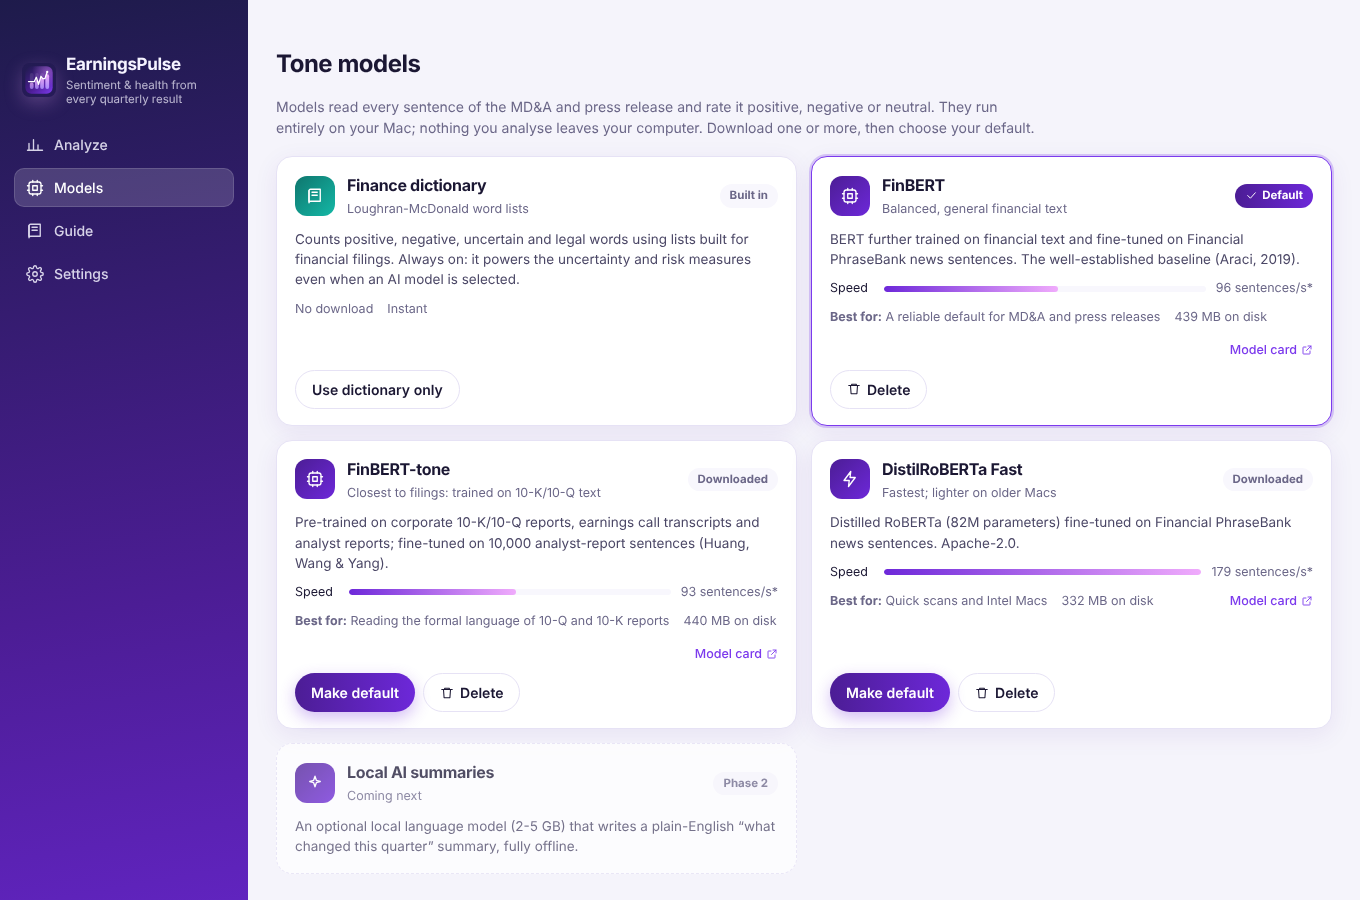 EarningsPulse
Sentiment & health from
every quarterly result
Analyze
Models
Guide
Settings
Tone models
Models read every sentence of the MD&A and press release and rate it positive, negative or neutral. They run
entirely on your Mac; nothing you analyse leaves your computer. Download one or more, then choose your default.
Finance dictionary
Loughran-McDonald word lists
Built in
Counts positive, negative, uncertain and legal words using lists built for
financial filings. Always on: it powers the uncertainty and risk measures
even when an AI model is selected.
No download Instant
Use dictionary only
FinBERT
Balanced, general financial text
Default
BERT further trained on financial text and fine-tuned on Financial
PhraseBank news sentences. The well-established baseline (Araci, 2019).
Speed 96 sentences/s*
Best for: A reliable default for MD&A and press releases 439 MB on disk
Model card
Delete
FinBERT-tone
Closest to filings: trained on 10-K/10-Q text
Downloaded
Pre-trained on corporate 10-K/10-Q reports, earnings call transcripts and
analyst reports; fine-tuned on 10,000 analyst-report sentences (Huang,
Wang & Yang).
Speed 93 sentences/s*
Best for: Reading the formal language of 10-Q and 10-K reports 440 MB on disk
Model card
Make default Delete
DistilRoBERTa Fast
Fastest; lighter on older Macs
Downloaded
Distilled RoBERTa (82M parameters) fine-tuned on Financial PhraseBank
news sentences. Apache-2.0.
Speed 179 sentences/s*
Best for: Quick scans and Intel Macs 332 MB on disk Model card
Make default Delete
Local AI summaries
Coming next
Phase 2
An optional local language model (2-5 GB) that writes a plain-English “what
changed this quarter” summary, fully offline.